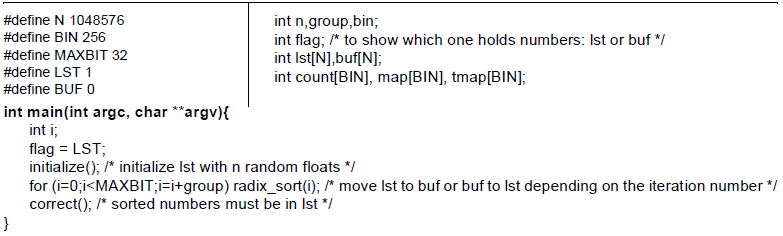 #define N 1048576
#define BIN 256
#define MAXBIT 32
#define LST 1
#define BUF 0
int n,group,bin;
int flag; /* to show which one holds numbers: lst or buf */
int lst[N],buf[N];
int count[BIN], map[BIN], tmap[BIN];
int main(int argc, char **argv){
int i;
flag = LST;
initialize(); /* initialize lst with n random floats */
for (i=0;i<MAXBIT;i=i+group) radix_sort(i); /* move lst to buf or buf to lst depending on the iteration number */
correct(); /* sorted numbers must be in lst */
}